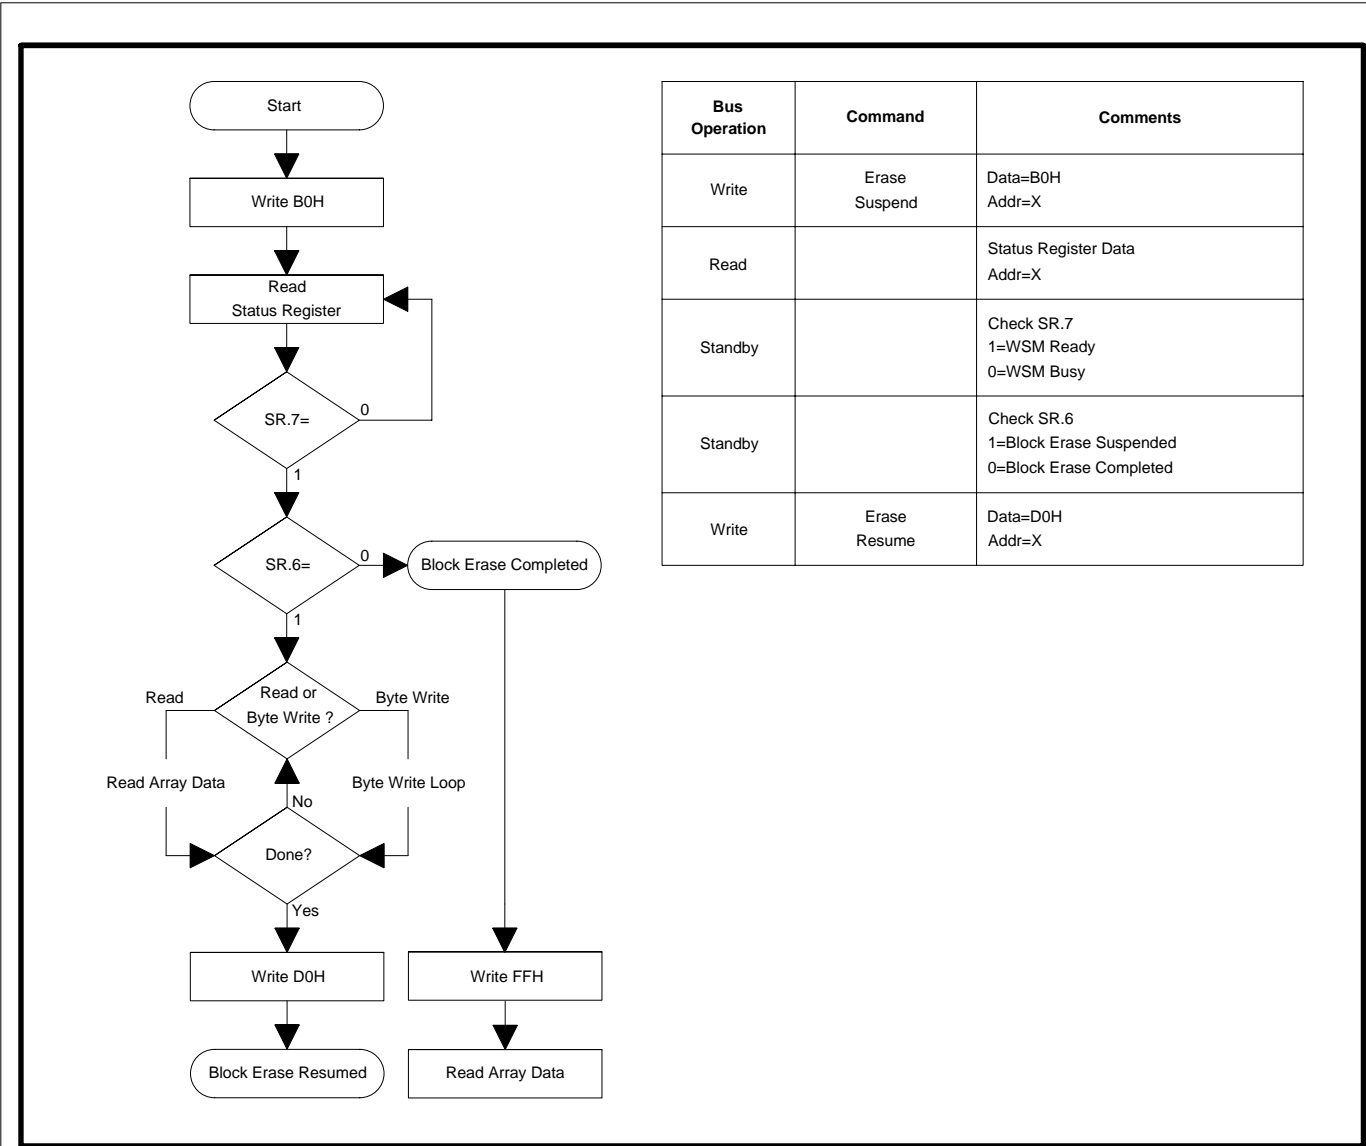 Start
Write B0H
Read
Status Register
SR.7=
0
1
SR.6=
0
Block Erase Completed
1
Read or
Byte Write ?
Read
Byte Write
Read Array Data
Byte Write Loop
No
Done?
Yes
Write D0H
Write FFH
Block Erase Resumed
Read Array Data
Bus
Operation
Command
Comments
Write
Erase
Suspend
Data=B0H
Addr=X
Read
Status Register Data
Addr=X
Standby
Check SR.7
1=WSM Ready
0=WSM Busy
Standby
Check SR.6
1=Block Erase Suspended
0=Block Erase Completed
Write
Erase
Resume
Data=D0H
Addr=X